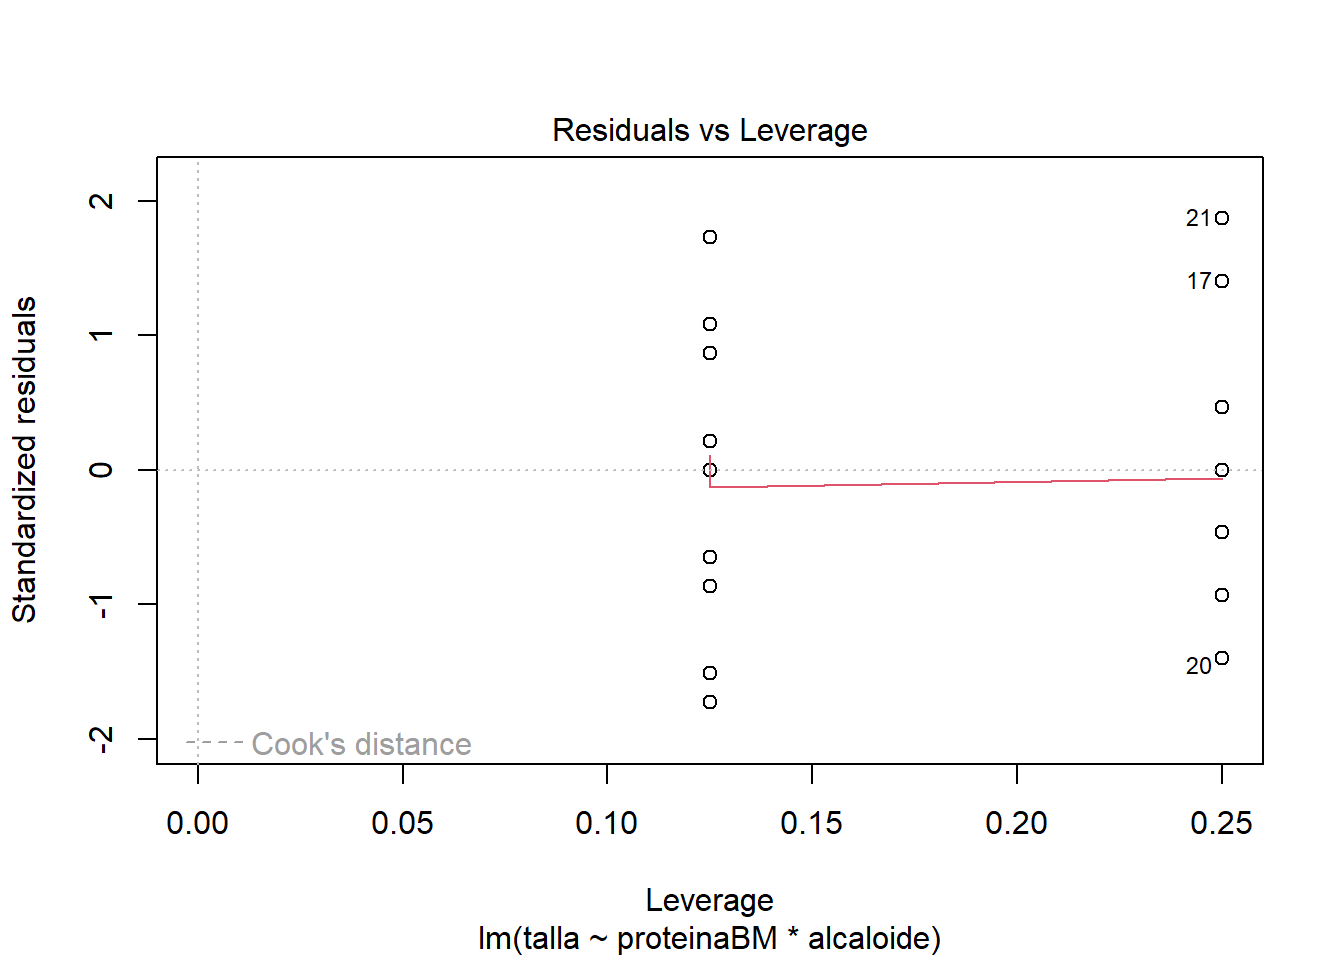 Residuals vs Leverage
Standardized residuals
2
1
0
-1
-2
21
17
20
Cook's distance
0.00 0.05 0.10 0.15 0.20 0.25
Leverage
lm(talla ~ proteinaBM * alcaloide)